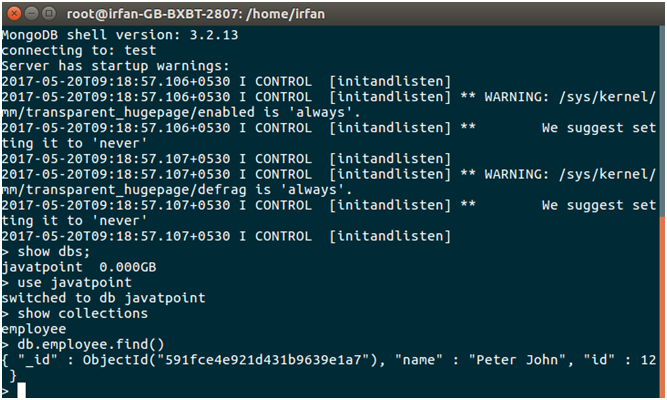 root@irfan-GB-BXBT-2807: /home/irfan
MongoDB shell version: 3.2.13
connecting to: test
Server has startup warnings:
2017-05-20T09:18:57.106+0530 I CONTROL  [initandlisten]
2017-05-20T09:18:57.106+0530 I CONTROL  [initandlisten] ** WARNING: /sys/kernel/
mm/transparent_hugepage/enabled is 'always'.
2017-05-20T09:18:57.106+0530 I CONTROL  [initandlisten] **        We suggest set
ting it to 'never'
2017-05-20T09:18:57.107+0530 I CONTROL  [initandlisten]
2017-05-20T09:18:57.107+0530 I CONTROL  [initandlisten] ** WARNING: /sys/kernel/
mm/transparent_hugepage/defrag is 'always'.
2017-05-20T09:18:57.107+0530 I CONTROL  [initandlisten] **        We suggest set
ting it to 'never'
2017-05-20T09:18:57.107+0530 I CONTROL  [initandlisten]
> show dbs;
javatpoint  0.000GB
> use javatpoint
switched to db javatpoint
> show collections
employee
> db.employee.find()
{ "_id" : ObjectId("591fce4e921d431b9639e1a7"), "name" : "Peter John", "id" : 12
 }
>